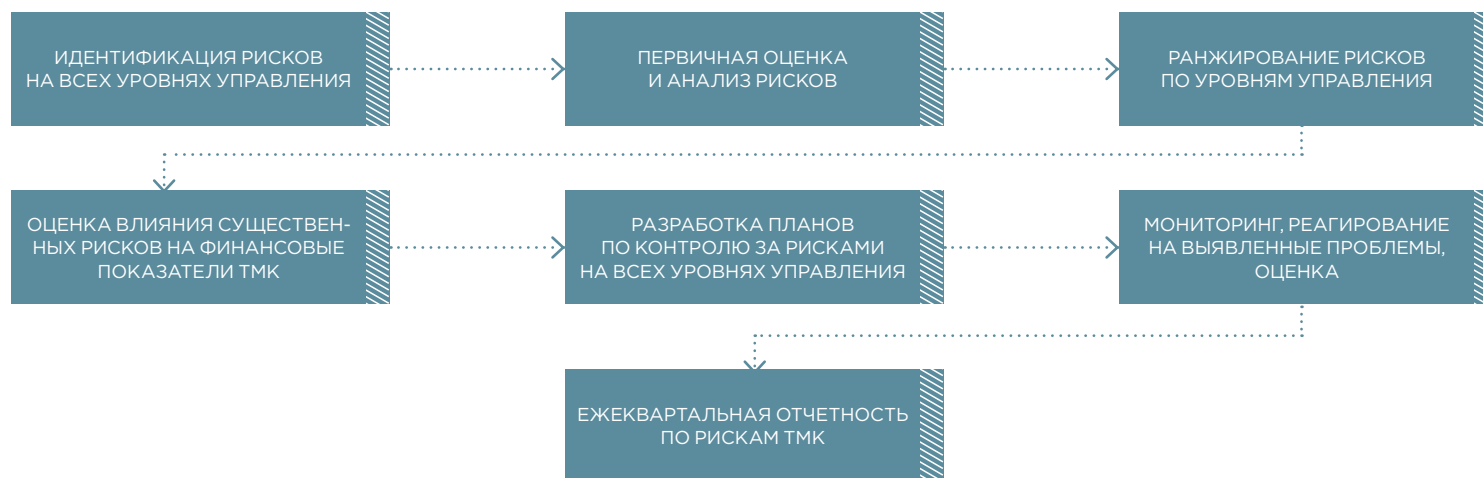 ИДЕНТИФИКАЦИЯ РИСКОВ
НА ВСЕХ УРОВНЯХ УПРАВЛЕНИЯ
ПЕРВИЧНАЯ ОЦЕНКА
И АНАЛИЗ РИСКОВ
РАНЖИРОВАНИЕ РИСКОВ
ПО УРОВНЯМ УПРАВЛЕНИЯ
ОЦЕНКА ВЛИЯНИЯ СУЩЕСТВЕН-
НЫХ РИСКОВ НА ФИНАНСОВЫЕ
ПОКАЗАТЕЛИ ТМК
РАЗРАБОТКА ПЛАНОВ
ПО КОНТРОЛЮ ЗА РИСКАМИ
НА ВСЕХ УРОВНЯХ УПРАВЛЕНИЯ
МОНИТОРИНГ, РЕАГИРОВАНИЕ
НА ВЫЯВЛЕННЫЕ ПРОБЛЕМЫ,
ОЦЕНКА
ЕЖЕКВАРТАЛЬНАЯ ОТЧЕТНОСТЬ
ПО РИСКАМ ТМК